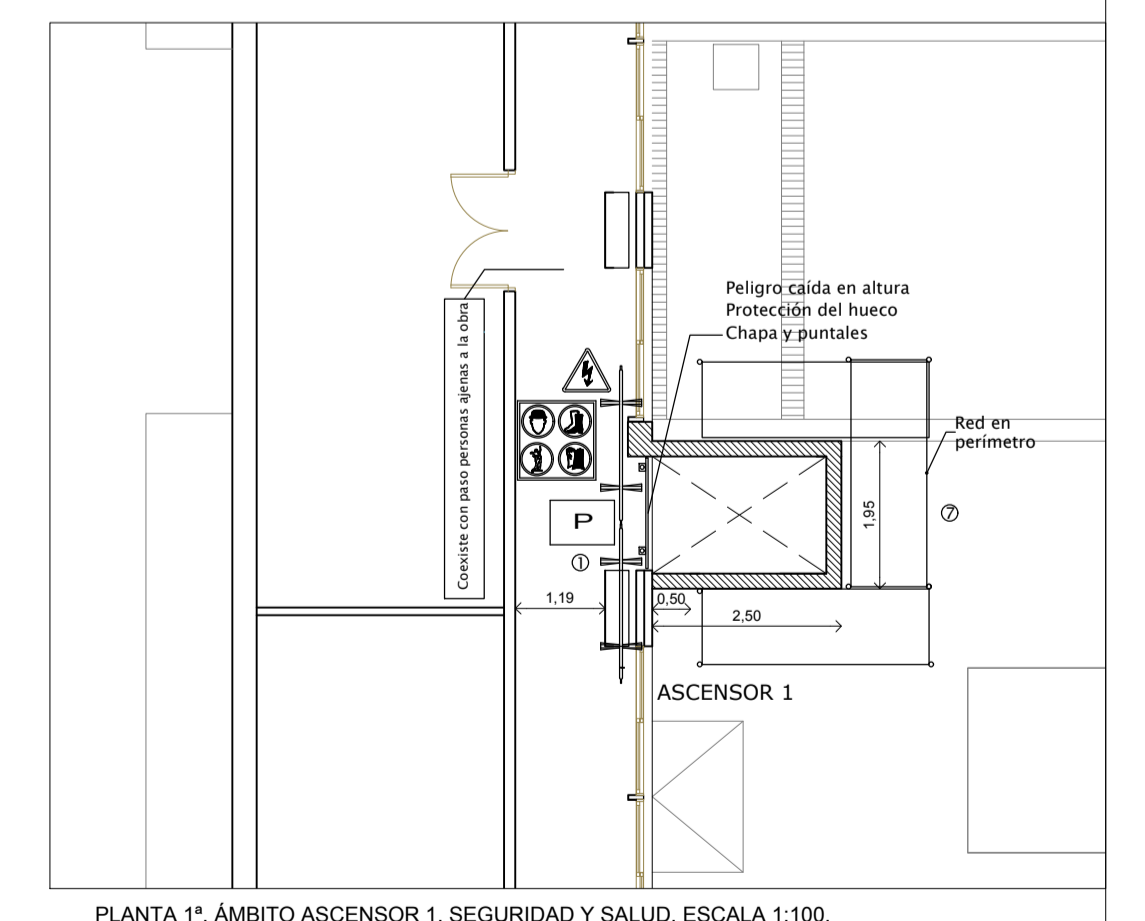 Peligro caída en altura
Protección del hueco
Chapa y puntales
Coexiste con paso personas ajenas a la obra
Red en
perímetro
P
1
7
1,95
1,19
0,50
2,50
ASCENSOR 1
PLANTA 1ª. ÁMBITO ASCENSOR 1. SEGURIDAD Y SALUD. ESCALA 1:100.